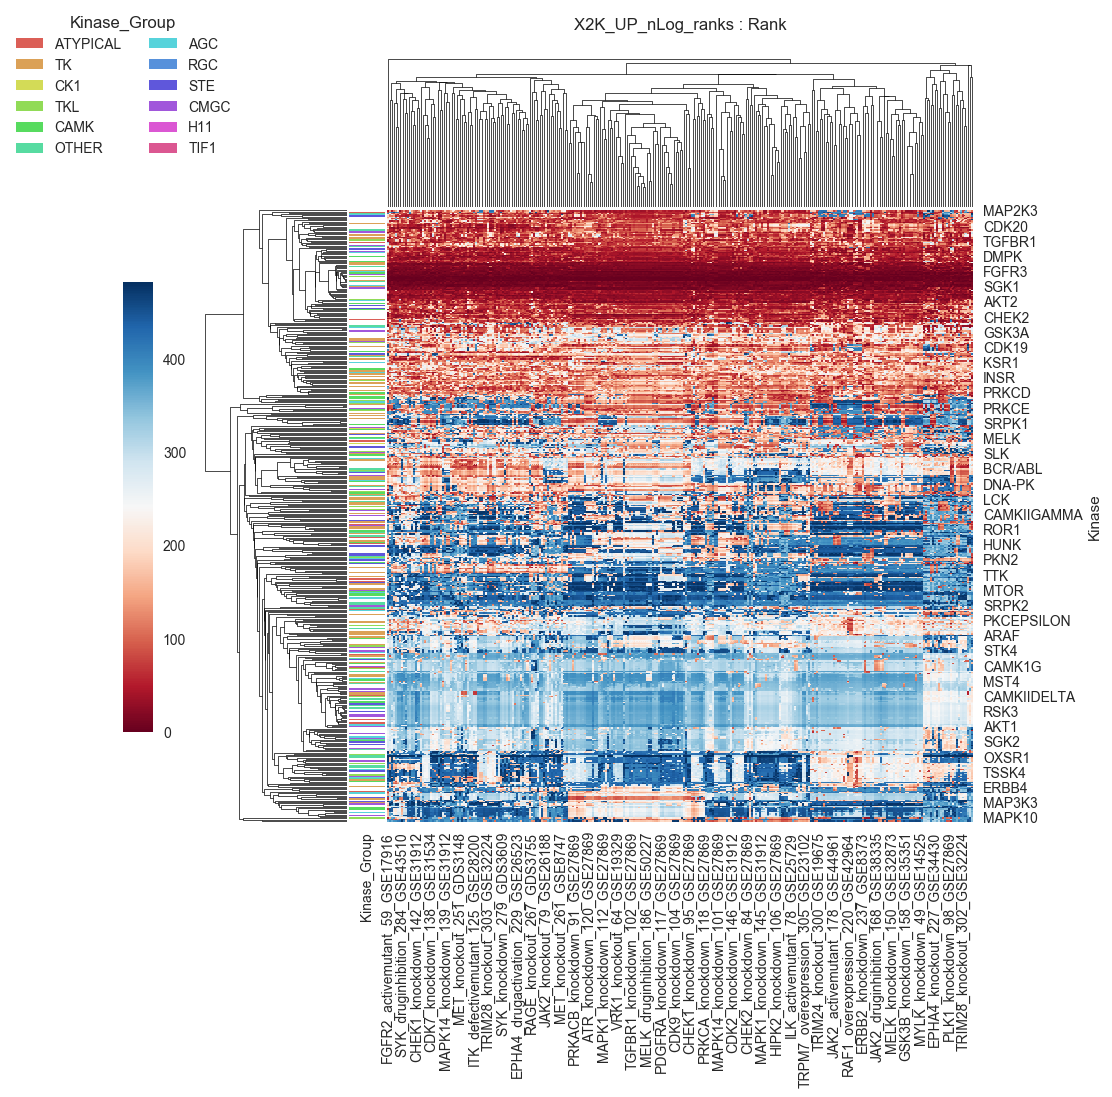 X2K_UP_nLog_ranks : Rank
Kinase_Group
ATYPICAL
TK
CK1
TKL
CAMK
OTHER
AGC
RGC
STE
CMGC
H11
TIF1
400
300
200
100
0
MAP2K3
CDK20
TGFBR1
DMPK
FGFR3
SGK1
AKT2
CHEK2
GSK3A
CDK19
KSR1
INSR
PRKCD
PRKCE
SRPK1
MELK
SLK
BCR/ABL
DNA-PK
LCK
CAMKIIGAMMA
ROR1
HUNK
PKN2
TTK
MTOR
SRPK2
PKCEPSILON
ARAF
STK4
CAMK1G
MST4
CAMKIIDELTA
RSK3
AKT1
SGK2
OXSR1
TSSK4
ERBB4
MAP3K3
MAPK10
Kinase
Kinase_Group
FGFR2_activemutant_59_GSE17916
SYK_druginhibition_284_GSE43510
CHEK1_knockdown_142_GSE31912
CDK7_knockdown_138_GSE31534
MAPK14_knockdown_139_GSE31912
MET_knockout_251_GDS3148
ITK_defectivemutant_125_GSE28200
TRIM28_knockout_303_GSE32224
SYK_knockdown_279_GDS3609
EPHA4_drugactivation_229_GSE26523
RAGE_knockout_267_GDS3755
JAK2_knockout_79_GSE26188
MET_knockout_261_GSE8747
PRKACB_knockdown_91_GSE27869
ATR_knockdown_120_GSE27869
MAPK1_knockdown_112_GSE27869
VRK1_knockout_64_GSE19329
TGFBR1_knockdown_102_GSE27869
MELK_druginhibition_186_GSE50227
PDGFRA_knockdown_117_GSE27869
CDK9_knockdown_104_GSE27869
CHEK1_knockdown_95_GSE27869
PRKCA_knockdown_118_GSE27869
MAPK14_knockdown_101_GSE27869
CDK2_knockdown_146_GSE31912
CHEK2_knockdown_84_GSE27869
MAPK1_knockdown_145_GSE31912
HIPK2_knockdown_106_GSE27869
ILK_activemutant_78_GSE25729
TRPM7_overexpression_305_GSE23102
TRIM24_knockout_300_GSE19675
JAK2_activemutant_178_GSE44961
RAF1_overexpression_220_GSE42964
ERBB2_knockdown_237_GSE8373
JAK2_druginhibition_168_GSE38335
MELK_knockdown_150_GSE32873
GSK3B_knockdown_158_GSE35351
MYLK_knockdown_49_GSE14525
EPHA4_knockout_227_GSE34430
PLK1_knockdown_98_GSE27869
TRIM28_knockout_302_GSE32224